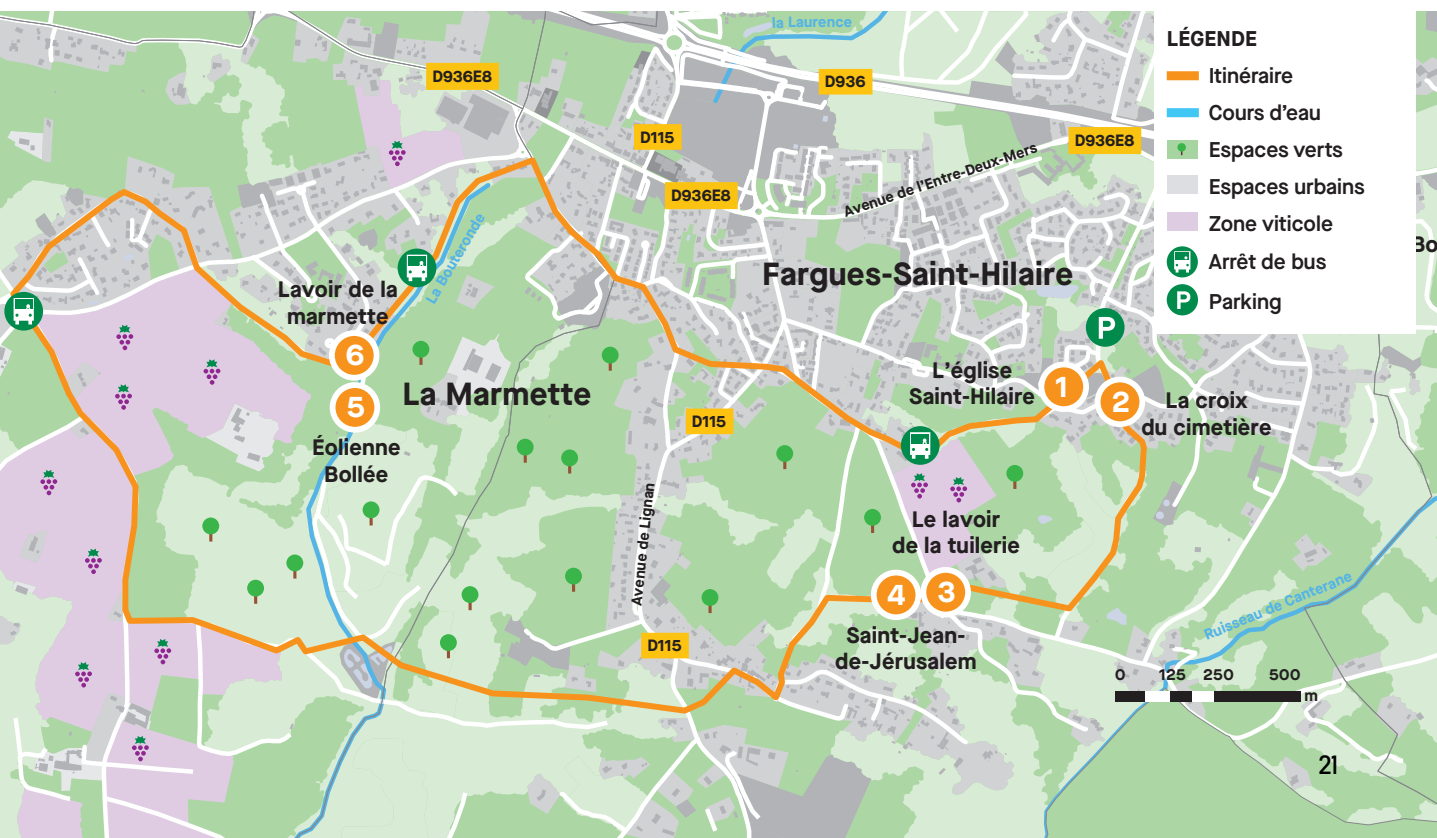 la Laurence
LÉGENDE
Itinéraire
Cours d'eau
Espaces verts
Espaces urbains
Zone viticole
Arrêt de bus
P Parking
D936E8
D936
D115
D936E8
D936E8
Avenue de l'Entre-Deux-Mers
Bo
Fargues-Saint-Hilaire
La Bouteronde
Lavoir de la
marmette
6
5
Éolienne
Bollée
La Marmette
P
L'église
Saint-Hilaire
1
2
La croix
du cimetière
D115
Avenue de Lignan
Le lavoir
de la tuilerie
4
3
Saint-Jean-
de-Jérusalem
D115
Ruisseau de Canterane
0 125 250 500
m
21